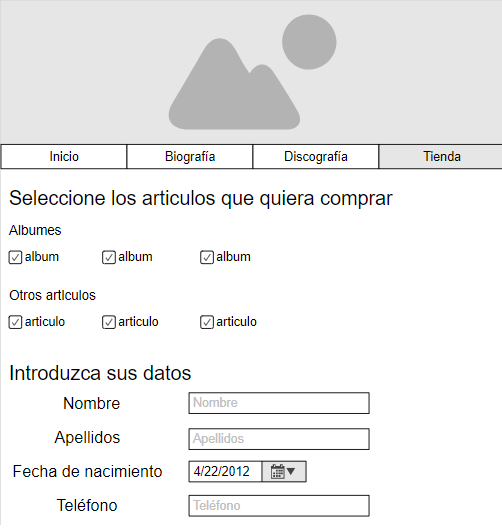 Inicio Biografía Discografía Tienda
Seleccione los articulos que quiera comprar
Albumes
album album album
Otros articulos
articulo articulo articulo
Introduzca sus datos
Nombre Nombre
Apellidos Apellidos
Fecha de nacimiento 4/22/2012
Teléfono Teléfono